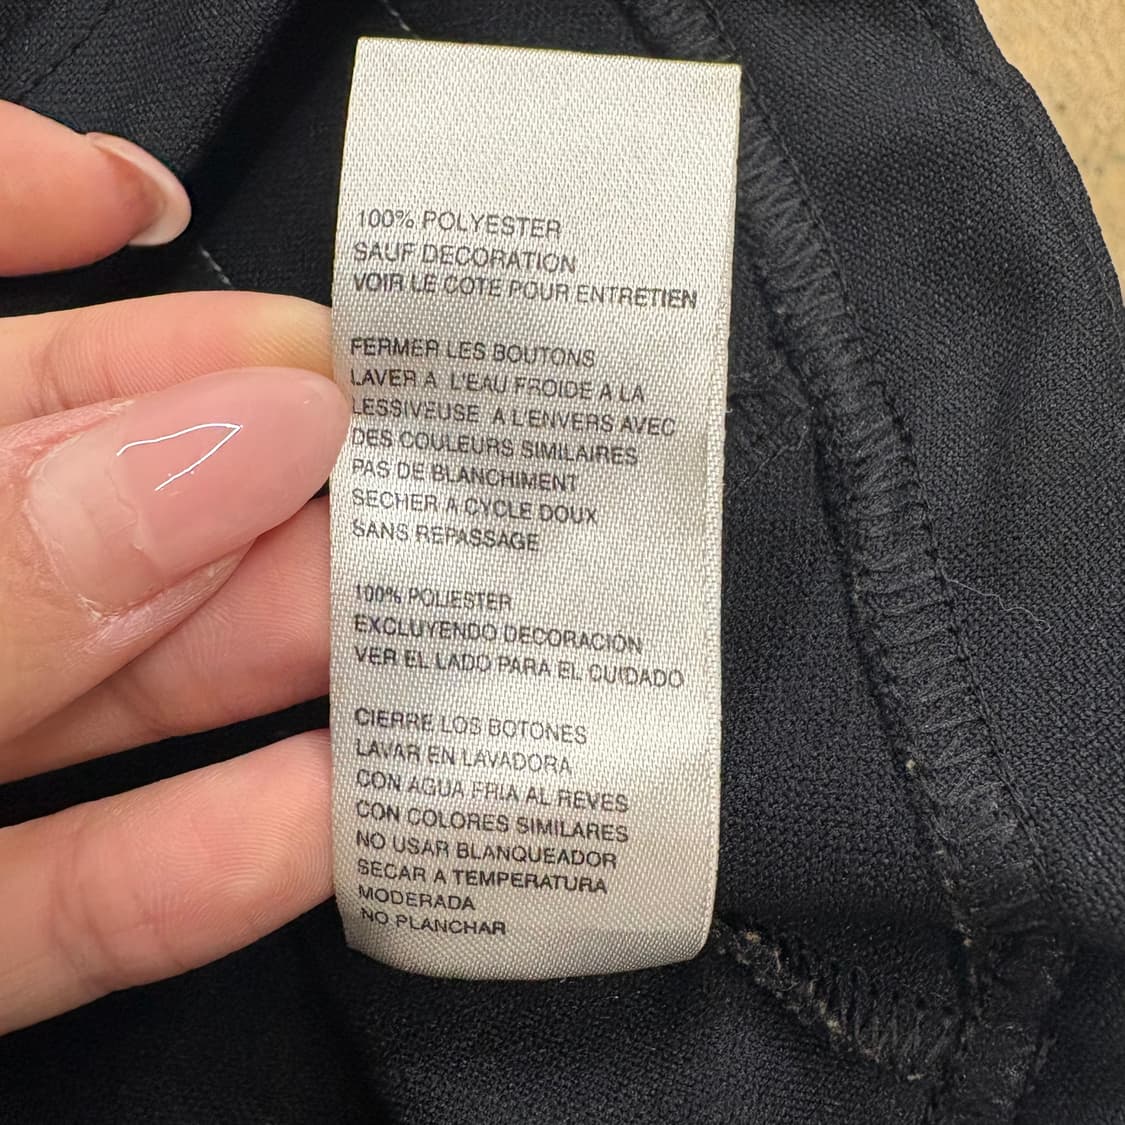 100% POLYESTER
SAUF DECORATION
VOIR LE COTE POUR ENTRETIEN
FERMER LES BOUTONS
LAVER A L'EAU FROIDE A LA
LESSIVEUSE A L'ENVERS AVEC
DES COULEURS SIMILAIRES
PAS DE BLANCHIMENT
SECHER A CYCLE DOUX
SANS REPASSAGE
100% POLIESTER
EXCLUYENDO DECORACION
VER EL LADO PARA EL CUIDADO
CIERRE LOS BOTONES
LAVAR EN LAVADORA
CON AGUA FRIA AL REVES
CON COLORES SIMILARES
NO USAR BLANQUEADOR
SECAR A TEMPERATURA
MODERADA
NO PLANCHAR